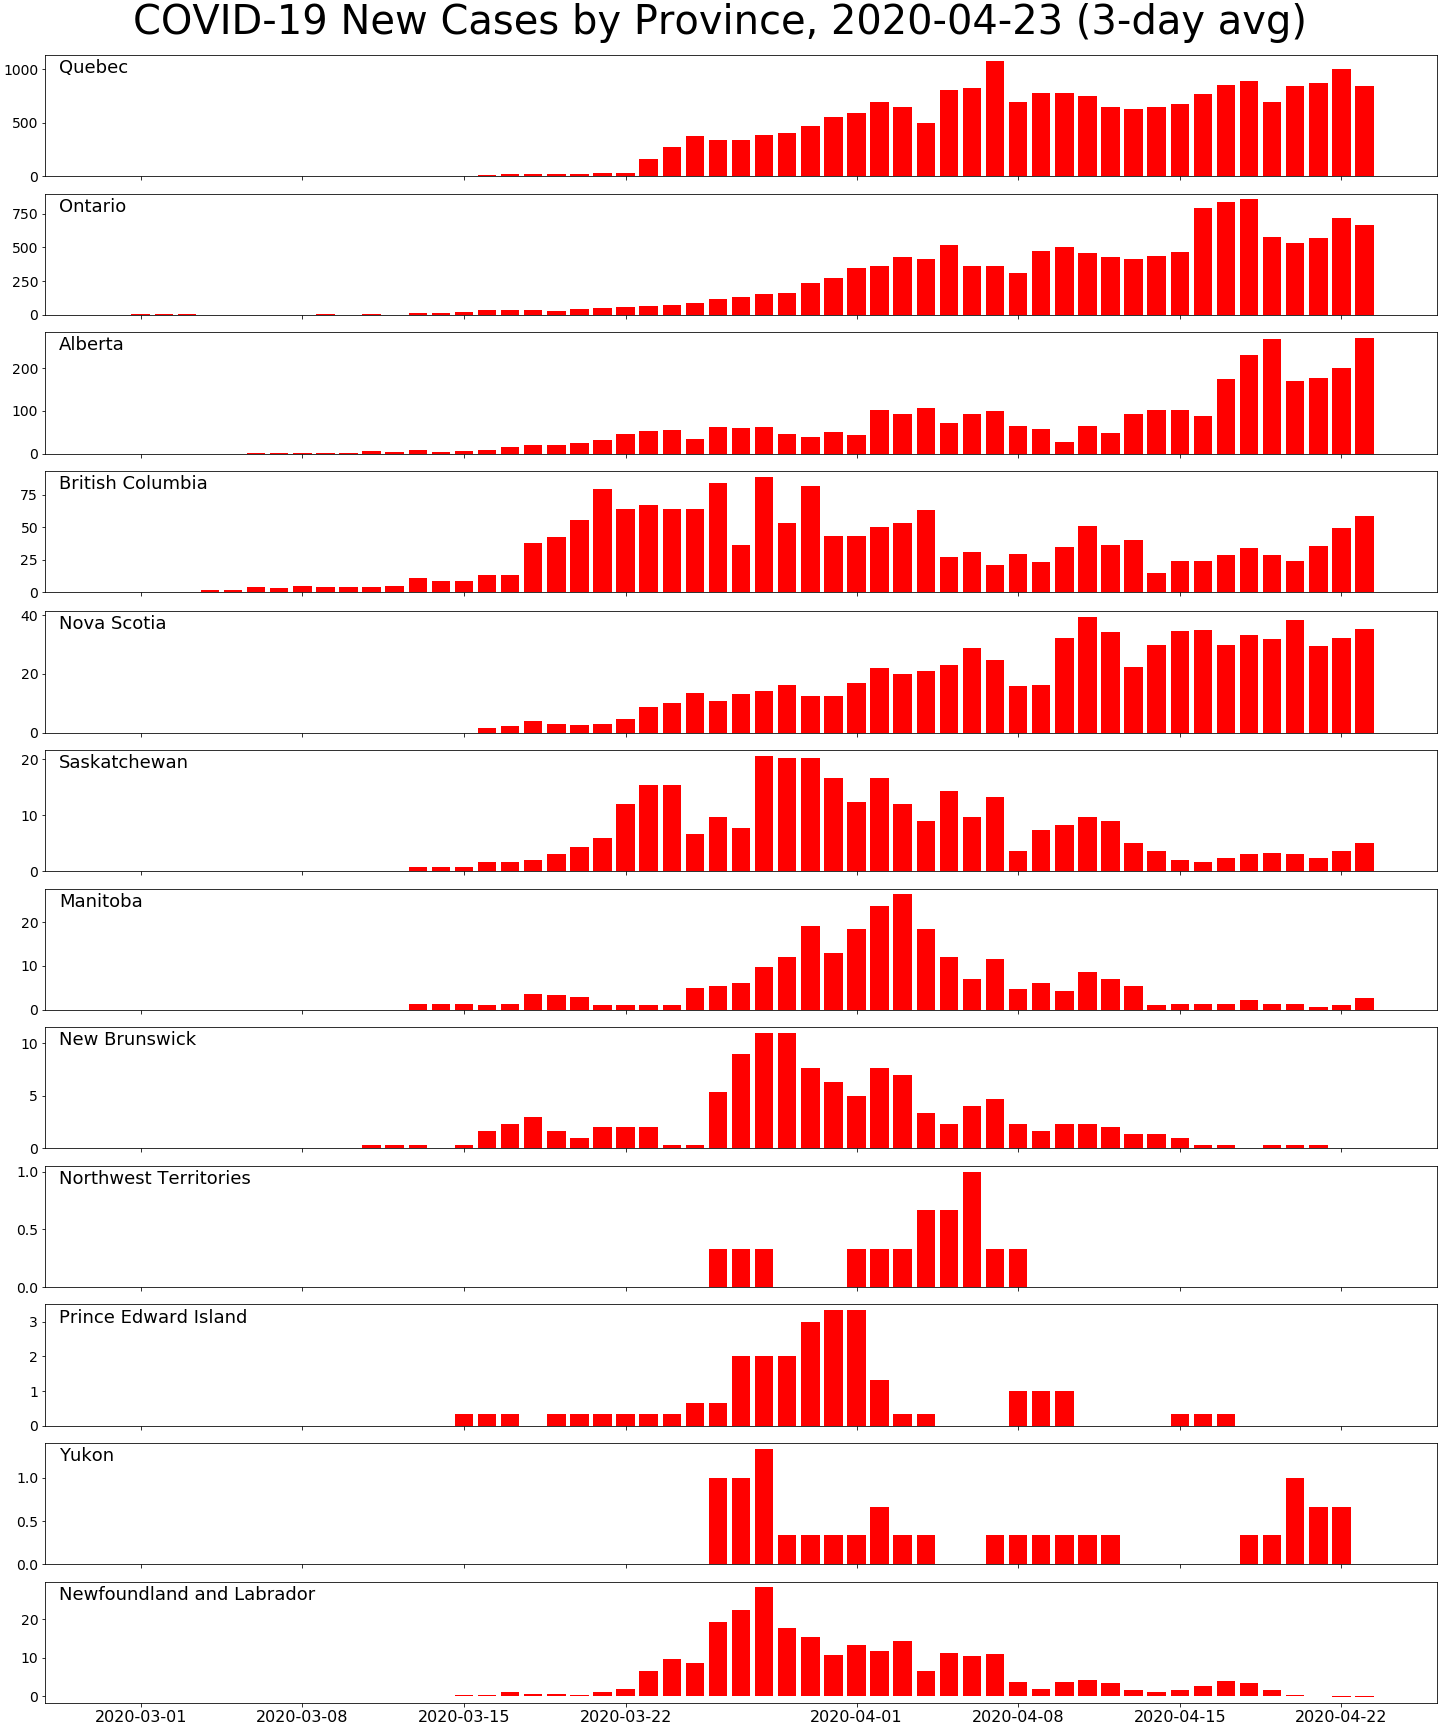 COVID-19 New Cases by Province, 2020-04-23 (3-day avg)
Quebec
1000
500
0
Ontario
750
500
250
0
Alberta
200
100
0
British Columbia
75
50
25
0
Nova Scotia
40
20
0
Saskatchewan
20
10
0
Manitoba
20
10
0
New Brunswick
10
5
0
Northwest Territories
1.0
0.5
0.0
Prince Edward Island
3
2
1
0
Yukon
1.0
0.5
0.0
Newfoundland and Labrador
20
10
0
2020-03-01 2020-03-08 2020-03-15 2020-03-22 2020-04-01 2020-04-08 2020-04-15 2020-04-22